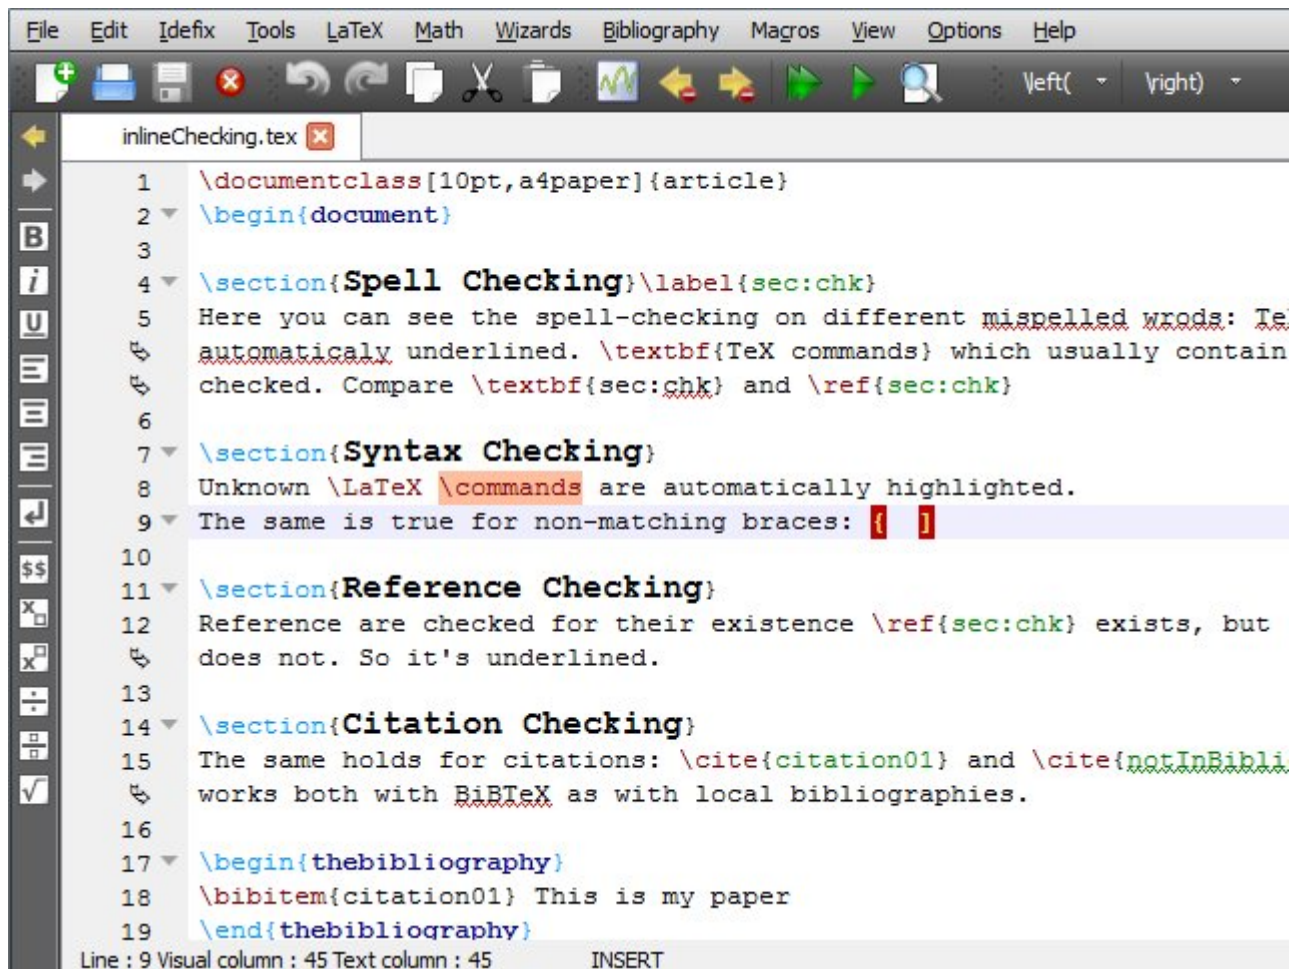 File Edit Idefix Tools LaTeX Math Wizards Bibliography Macros View Options Help
\left( \right)
inlineChecking.tex
1 \documentclass[10pt,a4paper]{article}
2 \begin{document}
3
4 \section{Spell Checking}\label{sec:chk}
5 Here you can see the spell-checking on different mispelled wrods:
automaticaly underlined. \textbf{TeX commands} which usually contain
checked. Compare \textbf{sec:chk} and \ref{sec:chk}
6
7 \section{Syntax Checking}
8 Unknown \LaTeX \commands are automatically highlighted.
9 The same is true for non-matching braces: { ]
10
11 \section{Reference Checking}
12 Reference are checked for their existence \ref{sec:chk} exists, but
does not. So it's underlined.
13
14 \section{Citation Checking}
15 The same holds for citations: \cite{citation01} and \cite{notInBibli
works both with BiBTeX as with local bibliographies.
16
17 \begin{thebibliography}
18 \bibitem{citation01} This is my paper
19 \end{thebibliography}
Line : 9 Visual column : 45 Text column : 45 INSERT
B
i
U
$$